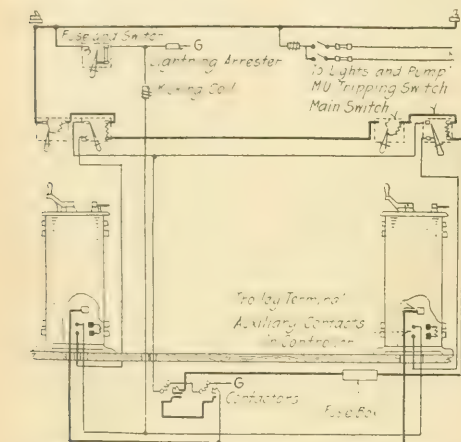 Fuse and Switch
G
Lightning Arrester
Kicking Coil
To Lights and Pump
MU Tripping Switch
Main Switch
Trolley Terminal
Auxiliary Contacts
in Controller
G
Contactors
Fuse Box